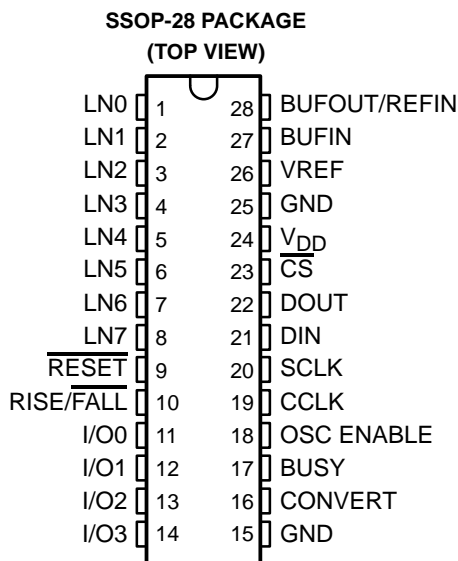 SSOP-28 PACKAGE
(TOP VIEW)
LN0 1 28 BUFOUT/REFIN
LN1 2 27 BUFIN
LN2 3 26 VREF
LN3 4 25 GND
LN4 5 24 VDD
LN5 6 23 C̅S̅
LN6 7 22 DOUT
LN7 8 21 DIN
R̅E̅S̅E̅T̅ 9 20 SCLK
RISE/F̅A̅L̅L̅ 10 19 CCLK
I/O0 11 18 OSC ENABLE
I/O1 12 17 BUSY
I/O2 13 16 CONVERT
I/O3 14 15 GND